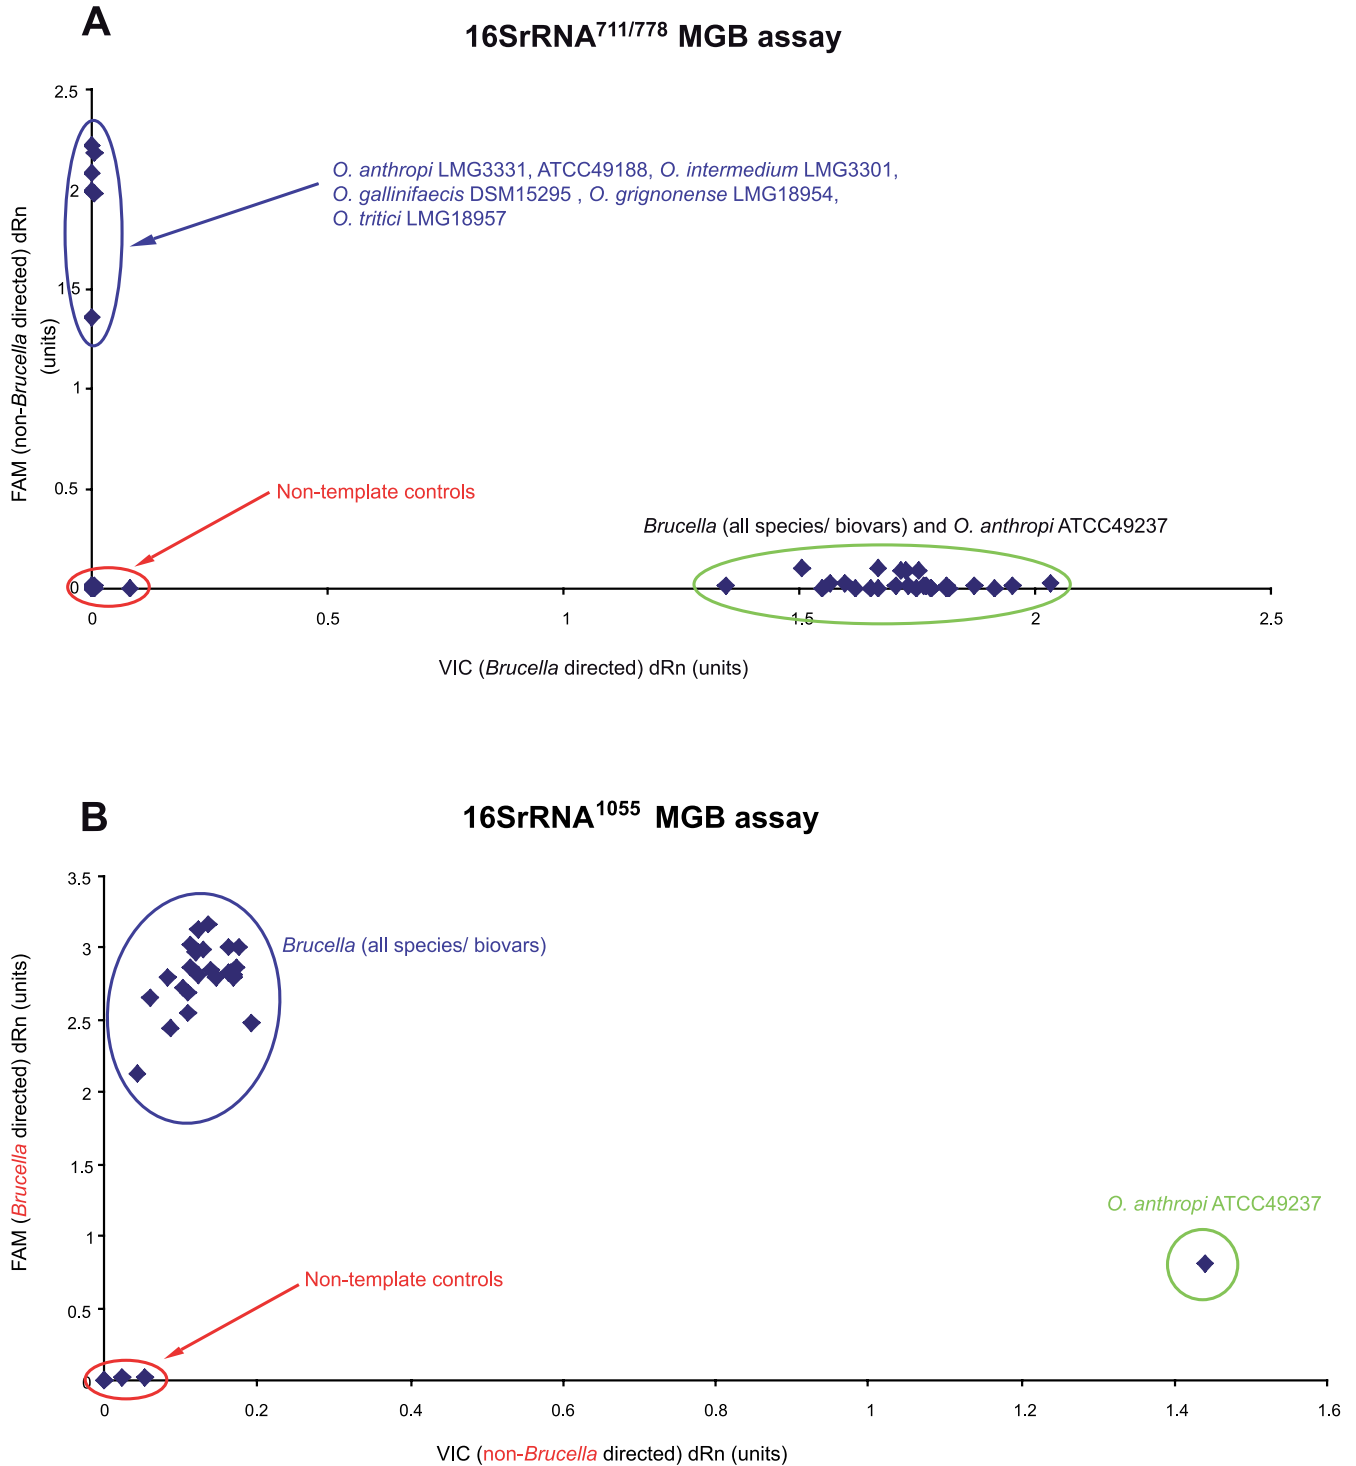 A
16SrRNA711/778 MGB assay
2.5
2
1.5
1
0.5
0
FAM (non-Brucella directed) dRn
(units)
O. anthropi LMG3331, ATCC49188, O. intermedium LMG3301,
O. gallinifaecis DSM15295 , O. grignonense LMG18954,
O. tritici LMG18957
Non-template controls
Brucella (all species/ biovars) and O. anthropi ATCC49237
0 0.5 1 1.5 2 2.5
VIC (Brucella directed) dRn (units)
B
16SrRNA1055 MGB assay
3.5
3
2.5
2
1.5
1
0.5
0
FAM (Brucella directed) dRn (units)
Brucella (all species/ biovars)
O. anthropi ATCC49237
Non-template controls
0 0.2 0.4 0.6 0.8 1 1.2 1.4 1.6
VIC (non-Brucella directed) dRn (units)